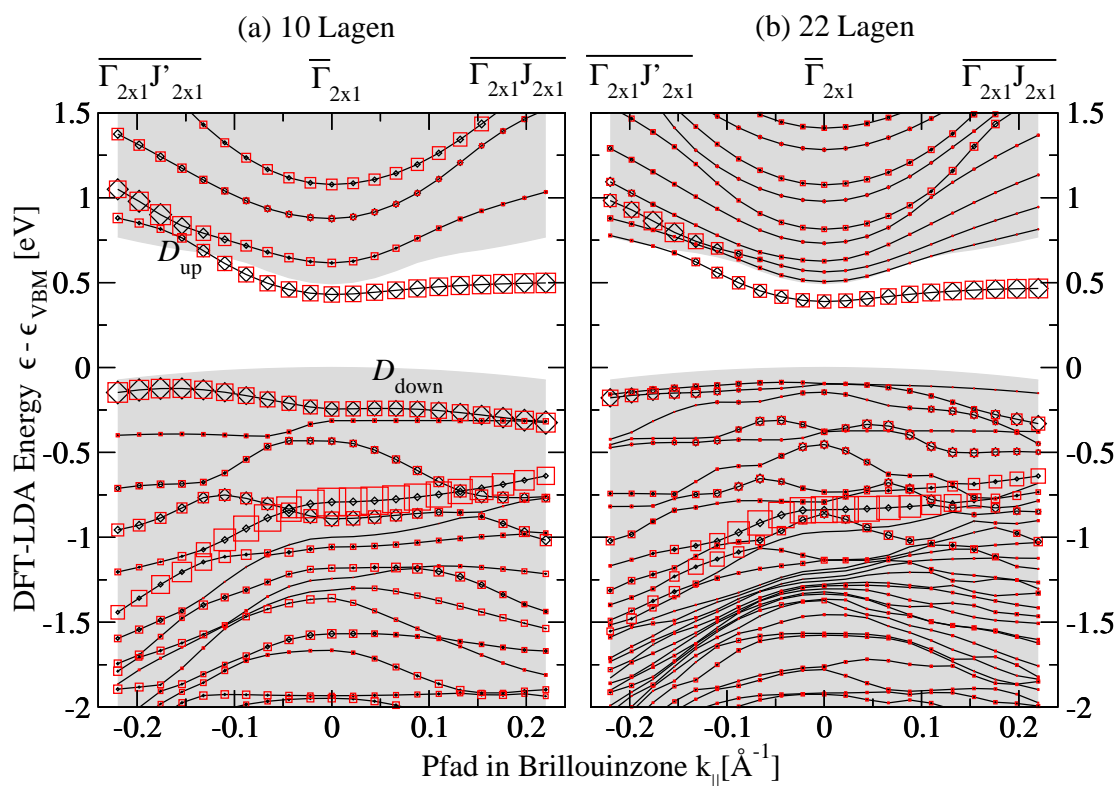 (a) 10 Lagen
(b) 22 Lagen
Γ2x1J'2x1
Γ2x1
Γ2x1J2x1
Γ2x1J'2x1
Γ2x1
Γ2x1J2x1
DFT-LDA Energy ϵ - ϵVBM [eV]
1.5
1
0.5
0
-0.5
-1
-1.5
-2
Dup
Ddown
1.5
1
0.5
0
-0.5
-1
-1.5
-2
-0.2 -0.1 0 0.1 0.2
-0.2 -0.1 0 0.1 0.2
Pfad in Brillouinzone k||[Å-1]